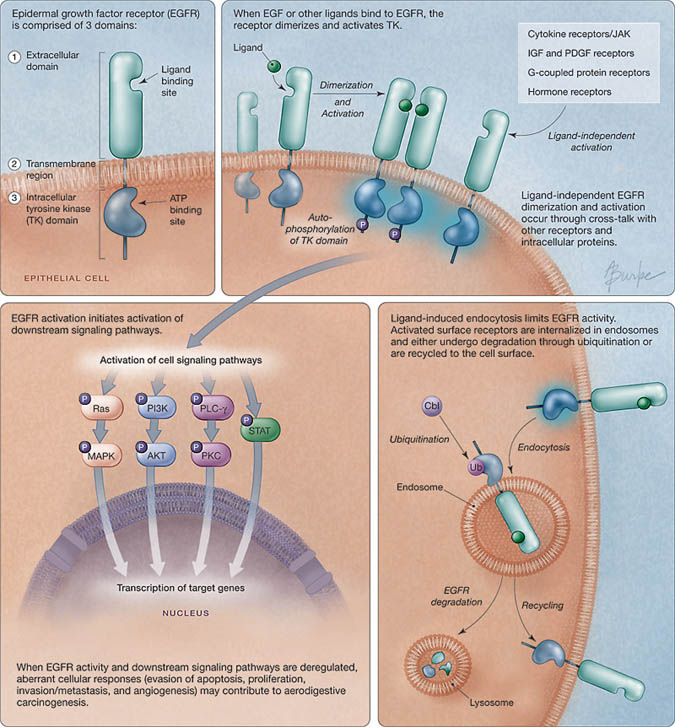 Epidermal growth factor receptor (EGFR)
is comprised of 3 domains:
1 Extracellular
domain
Ligand
binding
site
2 Transmembrane
region
3 Intracellular
tyrosine kinase
(TK) domain
ATP
binding
site
EPITHELIAL CELL
When EGF or other ligands bind to EGFR, the
receptor dimerizes and activates TK.
Ligand
Dimerization
and
Activation
Cytokine receptors/JAK
IGF and PDGF receptors
G-coupled protein receptors
Hormone receptors
Ligand-independent
activation
P
P
Auto-
phosphorylation
of TK domain
Ligand-independent EGFR
dimerization and activation
occur through cross-talk with
other receptors and
intracellular proteins.
ABurke
EGFR activation initiates activation of
downstream signaling pathways.
Activation of cell signaling pathways
P
Ras
P
PI3K
P
PLC-γ
P
STAT
P
MAPK
P
AKT
P
PKC
Transcription of target genes
NUCLEUS
When EGFR activity and downstream signaling pathways are deregulated,
aberrant cellular responses (evasion of apoptosis, proliferation,
invasion/metastasis, and angiogenesis) may contribute to aerodigestive
carcinogenesis.
Ligand-induced endocytosis limits EGFR activity.
Activated surface receptors are internalized in endosomes
and either undergo degradation through ubiquitination or
are recycled to the cell surface.
Cbl
Ubiquitination
Endocytosis
Ub
Endosome
EGFR
degradation
Recycling
Lysosome